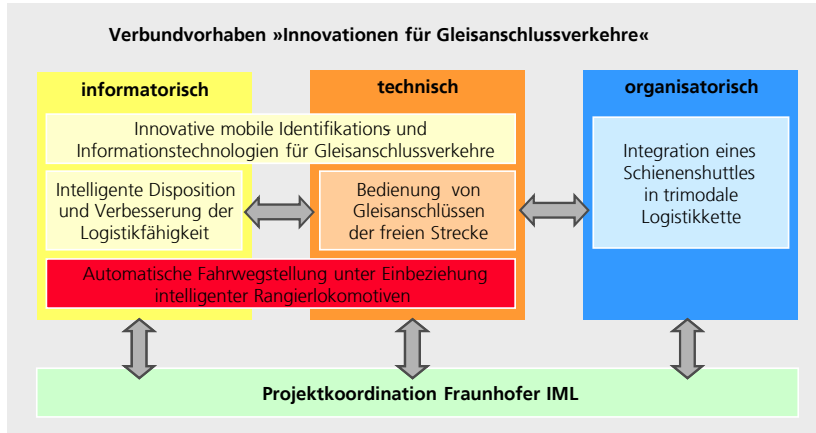 Verbundvorhaben »Innovationen für Gleisanschlussverkehre«
informatorisch
technisch
organisatorisch
Innovative mobile Identifikations- und
Informationstechnologien für Gleisanschlussverkehre
Intelligente Disposition
und Verbesserung der
Logistikfähigkeit
Bedienung von
Gleisanschlüssen
der freien Strecke
Integration eines
Schienenshuttles
in trimodale
Logistikkette
Automatische Fahrwegstellung unter Einbeziehung
intelligenter Rangierlokomotiven
Projektkoordination Fraunhofer IML